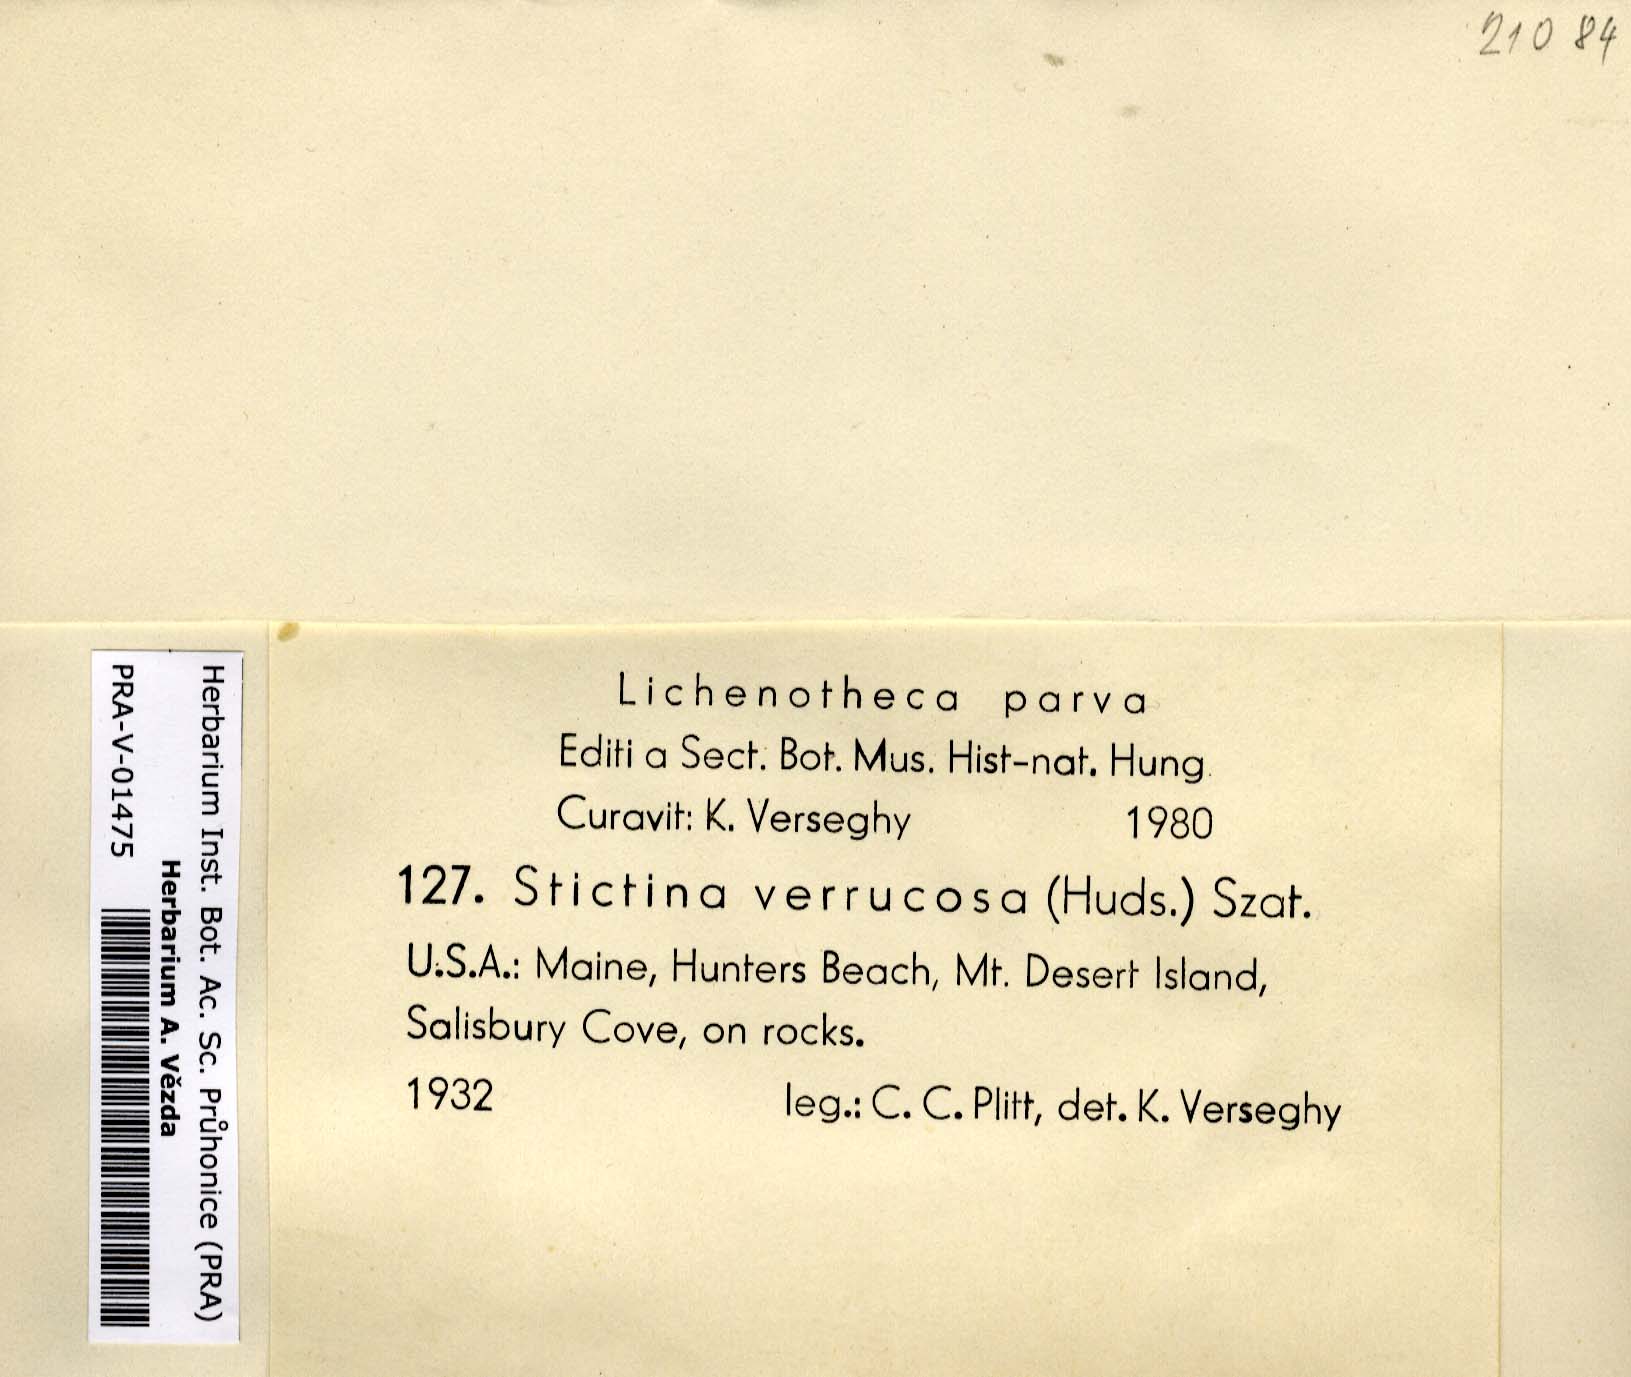 210 84
Lichenotheca parva
Editi a Sect. Bot. Mus. Hist-nat. Hung.
Curavit: K. Verseghy 1980
127. Stictina verrucosa (Huds.) Szat.
U.S.A.: Maine, Hunters Beach, Mt. Desert Island,
Salisbury Cove, on rocks.
1932 leg.: C. C. Plitt, det. K. Verseghy
Herbarium Inst. Bot. Ac. Sc. Průhonice (PRA)
Herbarium A. Vězda
PRA-V-01475